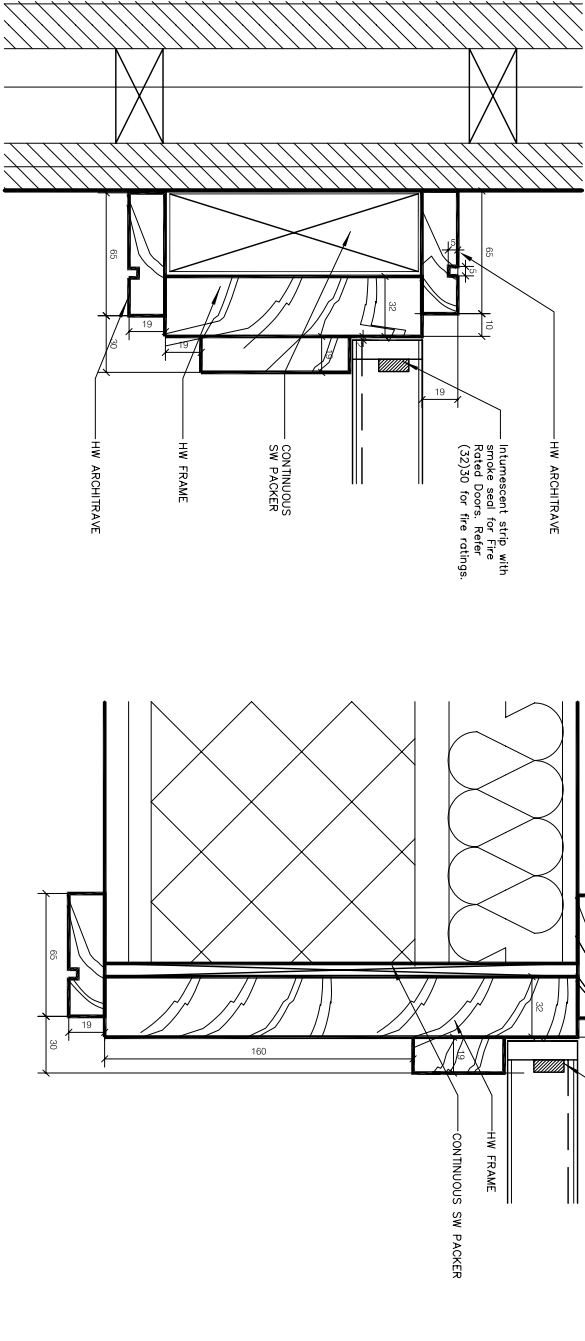 HW ARCHITRAVE
Intumescent strip with
smoke seal for Fire
Rated Doors. Refer
(32)30 for fire ratings.
CONTINUOUS
SW PACKER
HW FRAME
HW ARCHITRAVE
65
10
5
5
19
32
19
19
65
30
19
HW FRAME
CONTINUOUS SW PACKER
32
19
160
65
30
19